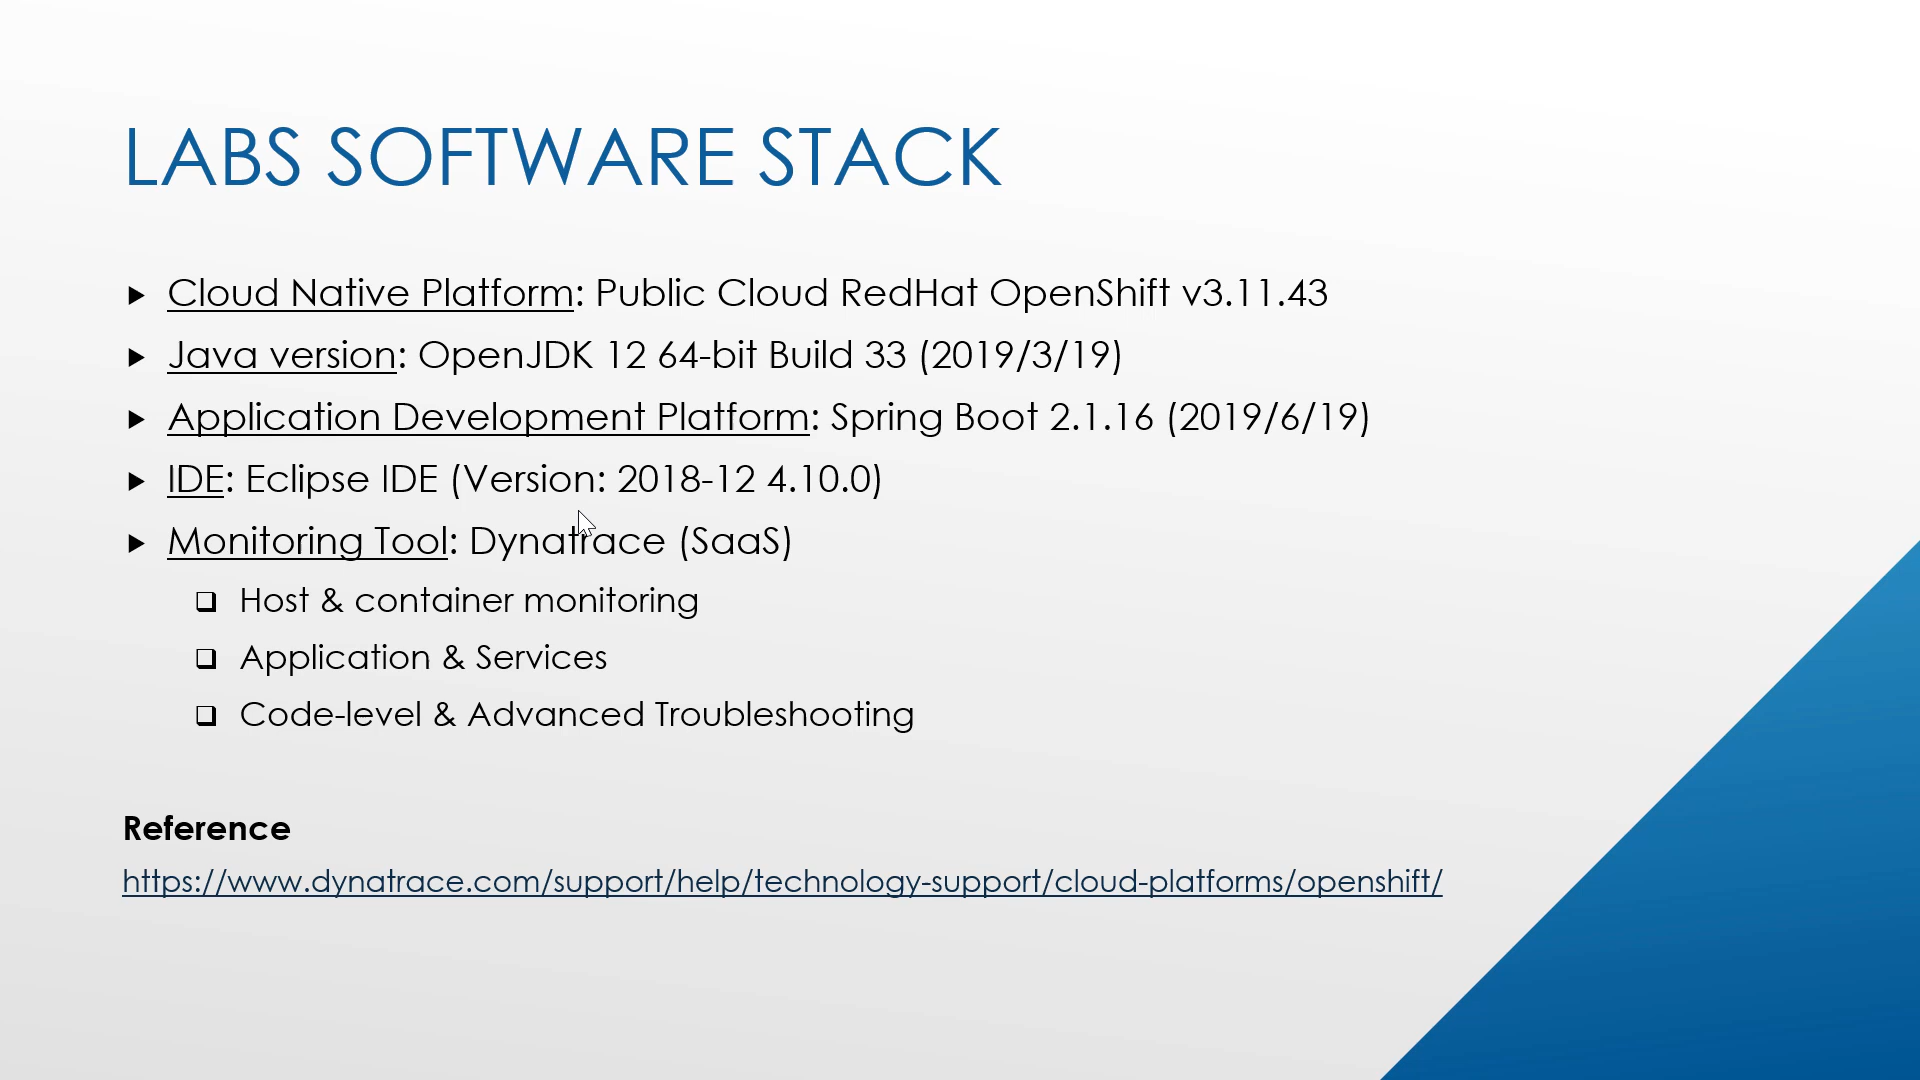 LABS SOFTWARE STACK
Cloud Native Platform: Public Cloud RedHat OpenShift v3.11.43
Java version: OpenJDK 12 64-bit Build 33 (2019/3/19)
Application Development Platform: Spring Boot 2.1.16 (2019/6/19)
IDE: Eclipse IDE (Version: 2018-12 4.10.0)
Monitoring Tool: Dynatrace (SaaS)
Host & container monitoring
Application & Services
Code-level & Advanced Troubleshooting
Reference
https://www.dynatrace.com/support/help/technology-support/cloud-platforms/openshift/